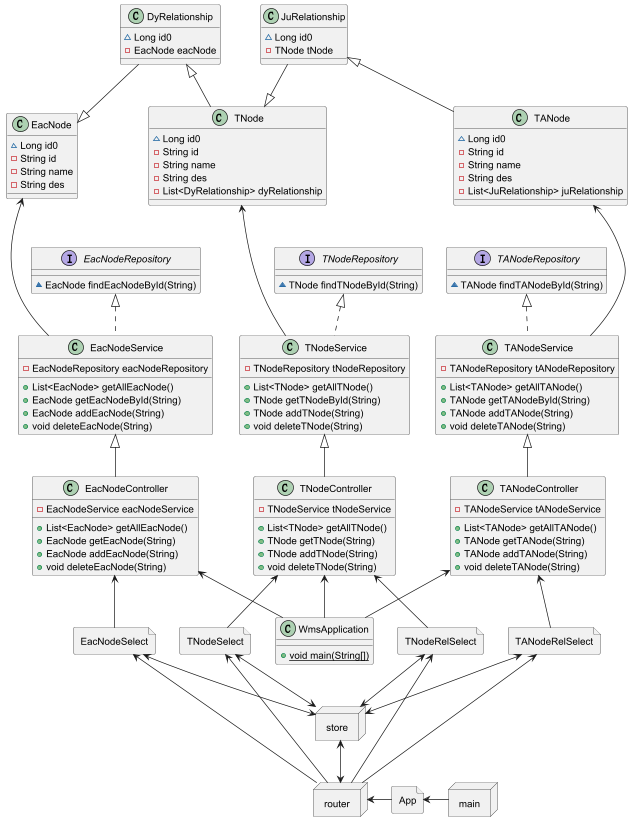 C DyRelationship
Long id0
EacNode eacNode
C JuRelationship
Long id0
TNode tNode
C EacNode
Long id0
String id
String name
String des
C TNode
Long id0
String id
String name
String des
List<DyRelationship> dyRelationship
C TANode
Long id0
String id
String name
String des
List<JuRelationship> juRelationship
I EacNodeRepository
EacNode findEacNodeById(String)
I TNodeRepository
TNode findTNodeById(String)
I TANodeRepository
TANode findTANodeById(String)
C EacNodeService
EacNodeRepository eacNodeRepository
List<EacNode> getAllEacNode()
EacNode getEacNodeById(String)
EacNode addEacNode(String)
void deleteEacNode(String)
C TNodeService
TNodeRepository tNodeRepository
List<TNode> getAllTNode()
TNode getTNodeById(String)
TNode addTNode(String)
void deleteTNode(String)
C TANodeService
TANodeRepository tANodeRepository
List<TANode> getAllTANode()
TANode getTANodeById(String)
TANode addTANode(String)
void deleteTANode(String)
C EacNodeController
EacNodeService eacNodeService
List<EacNode> getAllEacNode()
EacNode getEacNode(String)
EacNode addEacNode(String)
void deleteEacNode(String)
C TNodeController
TNodeService tNodeService
List<TNode> getAllTNode()
TNode getTNode(String)
TNode addTNode(String)
void deleteTNode(String)
C TANodeController
TANodeService tANodeService
List<TANode> getAllTANode()
TANode getTANode(String)
TANode addTANode(String)
void deleteTANode(String)
EacNodeSelect
TNodeSelect
C WmsApplication
void main(String[])
TNodeRelSelect
TANodeRelSelect
store
router
App
main